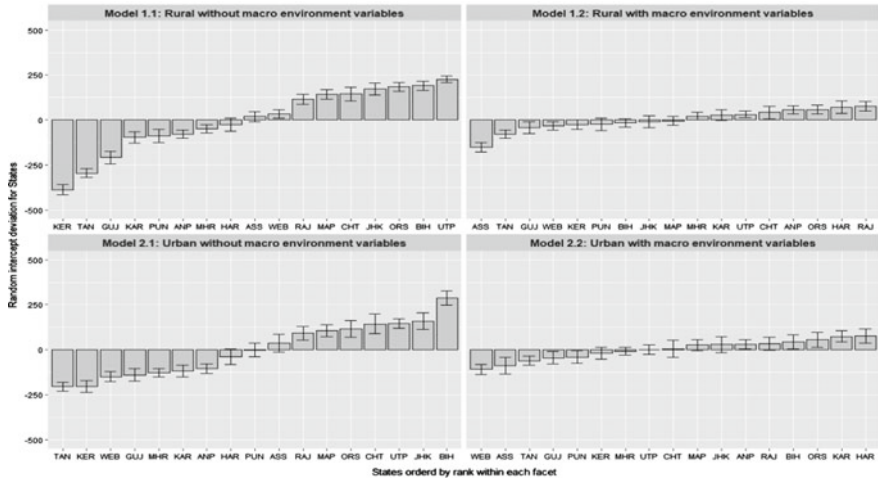 Model 1.1: Rural without macro environment variables
Model 1.2: Rural with macro environment variables
500
250
0
-250
-500
KER TAN GUJ KAR PUN ANP MHR HAR ASS WEB RAJ MAP CHT JHK ORS BIH UTP
ASS TAN GUJ WEB KER PUN BIH JHK MAP MHR KAR UTP CHT ANP ORS HAR RAJ
Random intercept deviation for States
Model 2.1: Urban without macro environment variables
Model 2.2: Urban with macro environment variables
500
250
0
-250
-500
TAN KER WEB GUJ MHR KAR ANP HAR PUN ASS RAJ MAP ORS CHT UTP JHK BIH
WEB ASS TAN GUJ PUN KER MHR UTP CHT MAP JHK ANP RAJ BIH ORS KAR HAR
States orderd by rank within each facet